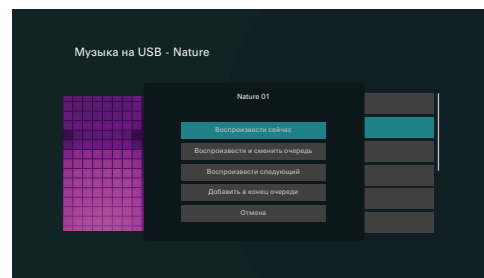 Музыка на USB - Nature
Nature 01
Воспроизвести сейчас
Воспроизвести и сменить очередь
Воспроизвести следующий
Добавить в конец очереди
Отмена